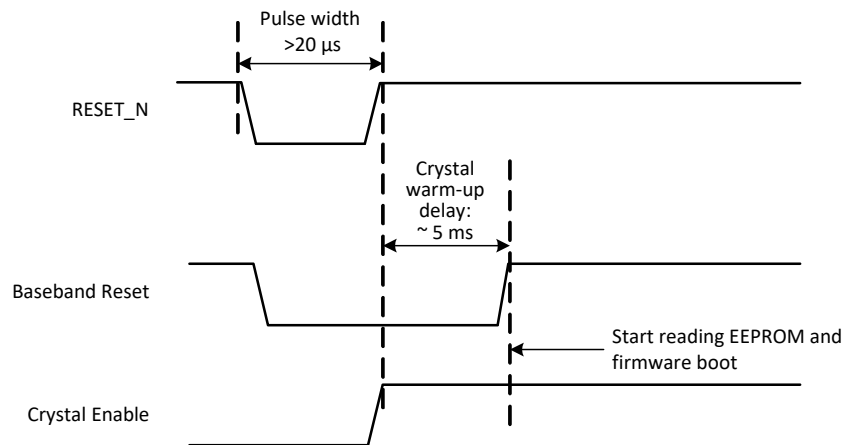 Pulse width
>20 µs
RESET_N
Crystal
warm-up
delay:
~ 5 ms
Baseband Reset
Start reading EEPROM and
firmware boot
Crystal Enable